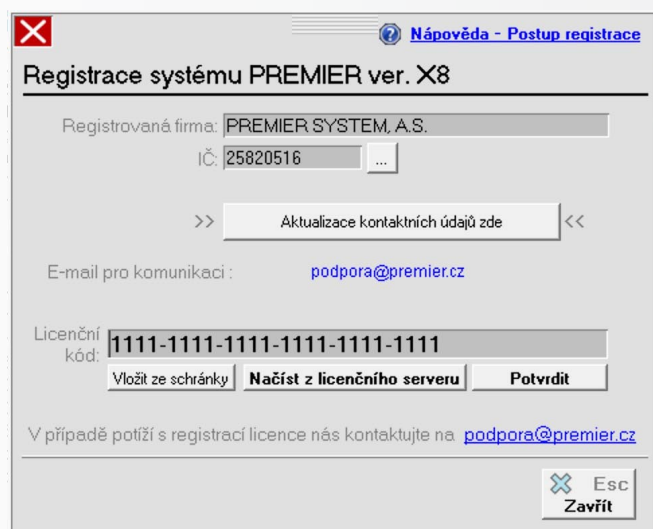 Nápověda - Postup registrace
Registrace systému PREMIER ver. X8
Registrovaná firma: PREMIER SYSTEM, A.S.
IČ: 25820516 ...
>> Aktualizace kontaktních údajů zde <<
E-mail pro komunikaci : podpora@premier.cz
Licenční
kód: 1111-1111-1111-1111-1111-1111
Vložit ze schránky Načíst z licenčního serveru Potvrdit
V případě potíží s registrací licence nás kontaktujte na podpora@premier.cz
Esc
Zavřít